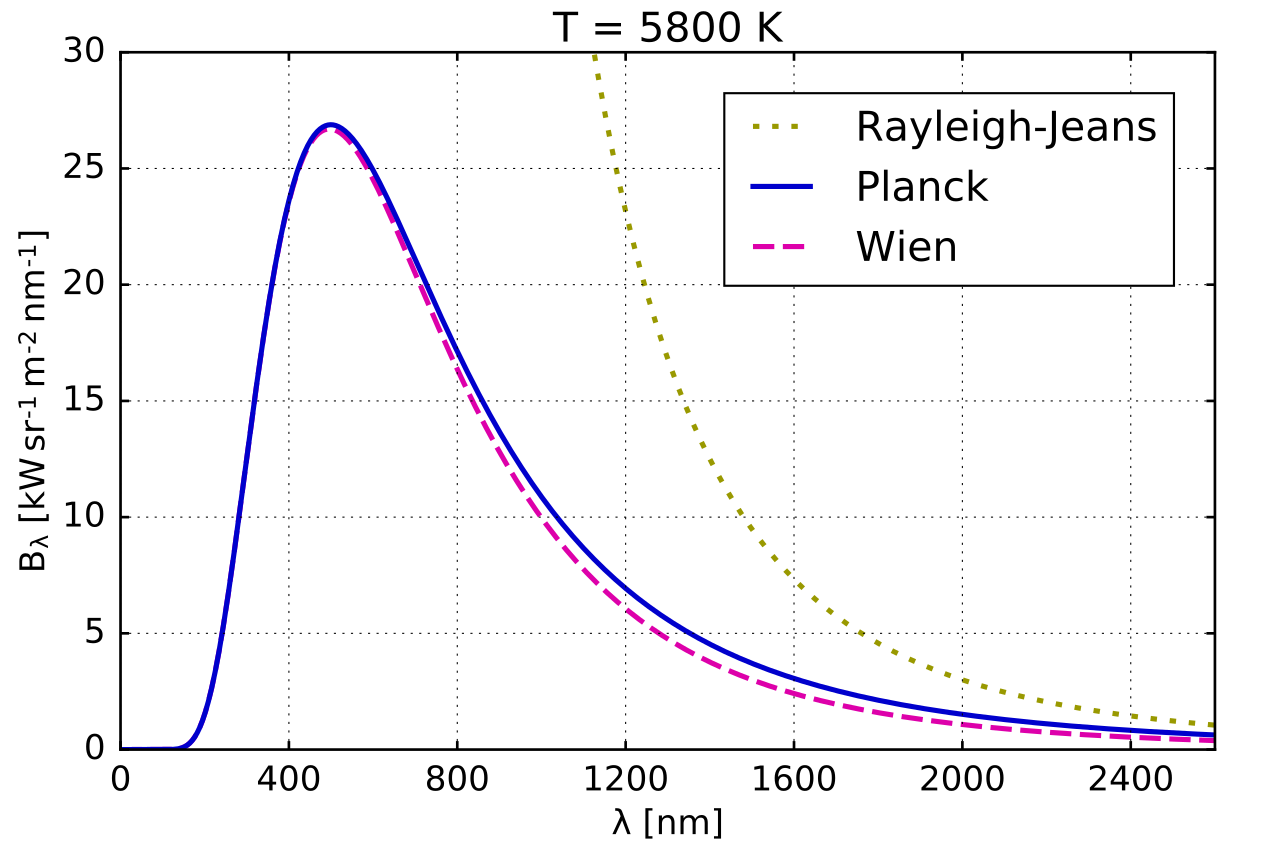 T = 5800 K
30
25
20
15
10
5
0
B_λ [kW sr⁻¹ m⁻² nm⁻¹]
Rayleigh-Jeans
Planck
Wien
0 400 800 1200 1600 2000 2400
λ [nm]